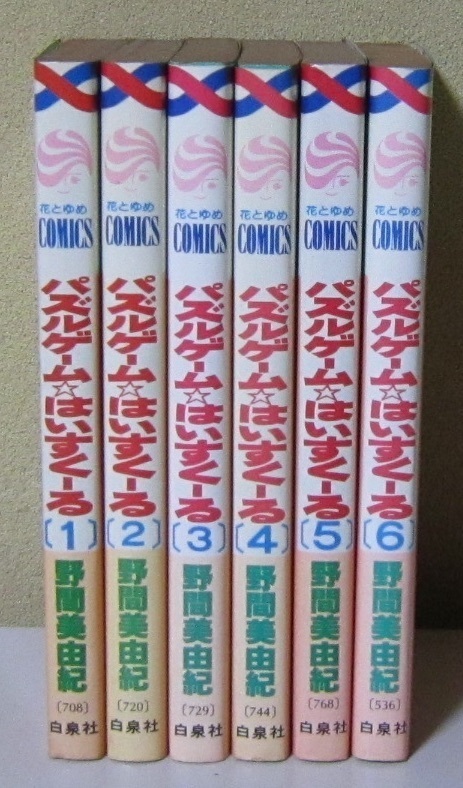 花とゆめ
COMICS
パズルゲーム☆はいすくーる
〔1〕
野間美由紀
〔708〕
白泉社
花とゆめ
COMICS
パズルゲーム☆はいすくーる
〔2〕
野間美由紀
〔720〕
白泉社
花とゆめ
COMICS
パズルゲーム☆はいすくーる
〔3〕
野間美由紀
〔729〕
白泉社
花とゆめ
COMICS
パズルゲーム☆はいすくーる
〔4〕
野間美由紀
〔744〕
白泉社
花とゆめ
COMICS
パズルゲーム☆はいすくーる
〔5〕
野間美由紀
〔768〕
白泉社
花とゆめ
COMICS
パズルゲーム☆はいすくーる
〔6〕
野間美由紀
〔536〕
白泉社